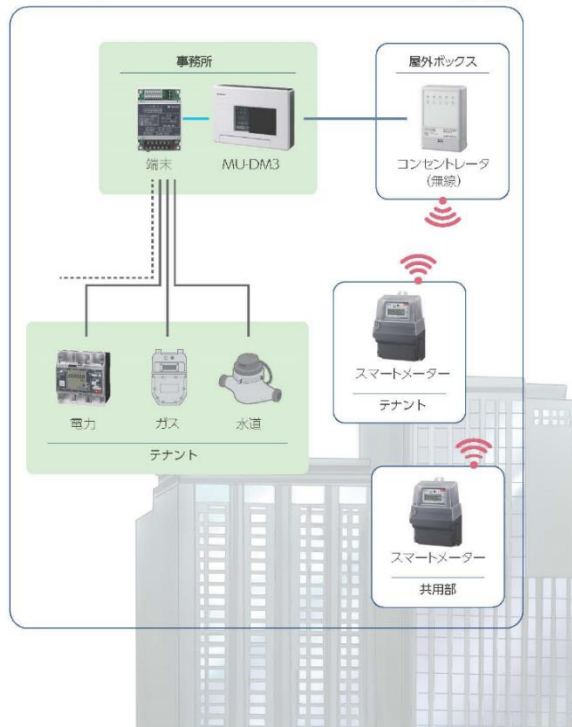 事務所
端末
MU-DM3
屋外ボックス
コンセントレータ
(無線)
電力
ガス
水道
テナント
スマートメーター
テナント
スマートメーター
共用部